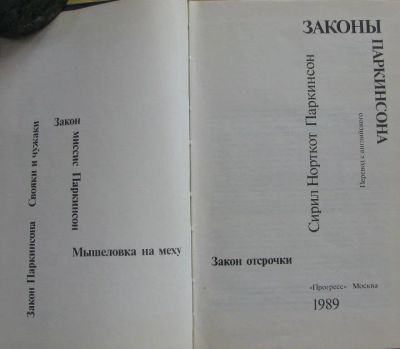 Закон Паркинсона
Свояки и чужаки
Закон миссис Паркинсон
Мышеловка на меху
ЗАКОНЫ
ПАРКИНСОНА
Перевод с английского
Сирил Норткот Паркинсон
Закон отсрочки
«Прогресс» Москва
1989